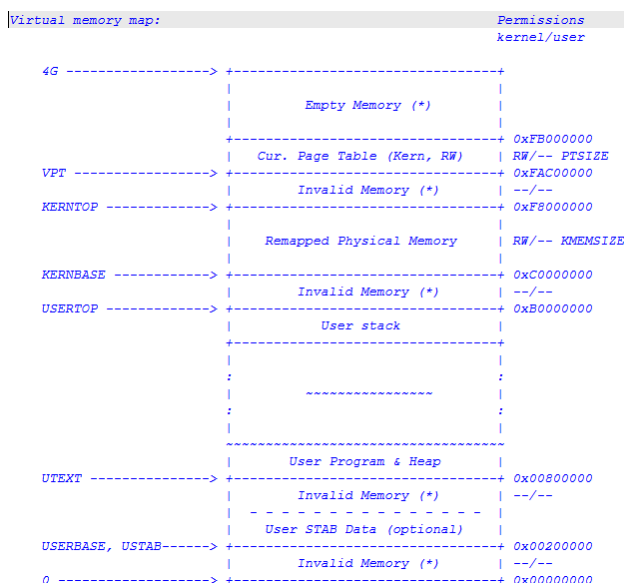 Virtual memory map:                                          Permissions
                                                             kernel/user

    4G ------------------> +---------------------------------+
                           |                                 |
                           |         Empty Memory (*)        |
                           |                                 |
                           +---------------------------------+ 0xFB000000
                           |   Cur. Page Table (Kern, RW)    | RW/-- PTSIZE
    VPT -----------------> +---------------------------------+ 0xFAC00000
                           |        Invalid Memory (*)       | --/--
    KERNTOP -------------> +---------------------------------+ 0xF8000000
                           |                                 |
                           |    Remapped Physical Memory     | RW/-- KMEMSIZE
                           |                                 |
    KERNBASE ------------> +---------------------------------+ 0xC0000000
                           |        Invalid Memory (*)       | --/--
    USERTOP -------------> +---------------------------------+ 0xB0000000
                           |           User stack            |
                           +---------------------------------+
                           |                                 |
                           :                                 :
                           |         ~~~~~~~~~~~~~~~~        |
                           :                                 :
                           |                                 |
                           ~~~~~~~~~~~~~~~~~~~~~~~~~~~~~~~~~~~
                           |       User Program & Heap       |
    UTEXT ---------------> +---------------------------------+ 0x00800000
                           |        Invalid Memory (*)       | --/--
                           |  - - - - - - - - - - - - - - -  |
                           |    User STAB Data (optional)    |
    USERBASE, USTAB------> +---------------------------------+ 0x00200000
                           |        Invalid Memory (*)       | --/--
    0 -------------------> +---------------------------------+ 0x00000000